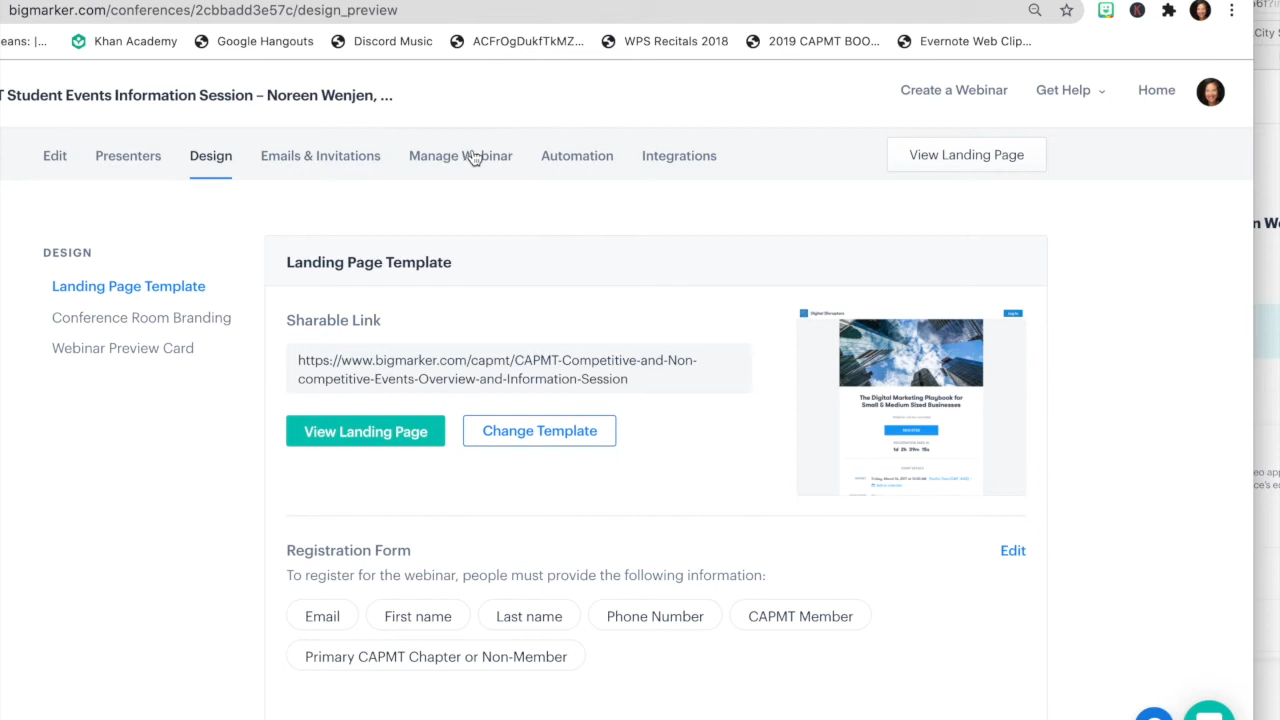 bigmarker.com/conferences/2cbbadd3e57c/design_preview
eans: |... Khan Academy Google Hangouts Discord Music ACFrOgDukfTkMZ... WPS Recitals 2018 2019 CAPMT BOO... Evernote Web Clip...
City S
T Student Events Information Session – Noreen Wenjen, ...
Create a Webinar Get Help Home
Edit Presenters Design Emails & Invitations Manage Webinar Automation Integrations View Landing Page
DESIGN
Landing Page Template
Conference Room Branding
Webinar Preview Card
Landing Page Template
Sharable Link
https://www.bigmarker.com/capmt/CAPMT-Competitive-and-Non-
competitive-Events-Overview-and-Information-Session
View Landing Page Change Template
Digital Disruptors Log In
The Digital Marketing Playbook for
Small & Medium Sized Businesses
REGISTER
Registration Form Edit
To register for the webinar, people must provide the following information:
Email First name Last name Phone Number CAPMT Member
Primary CAPMT Chapter or Non-Member